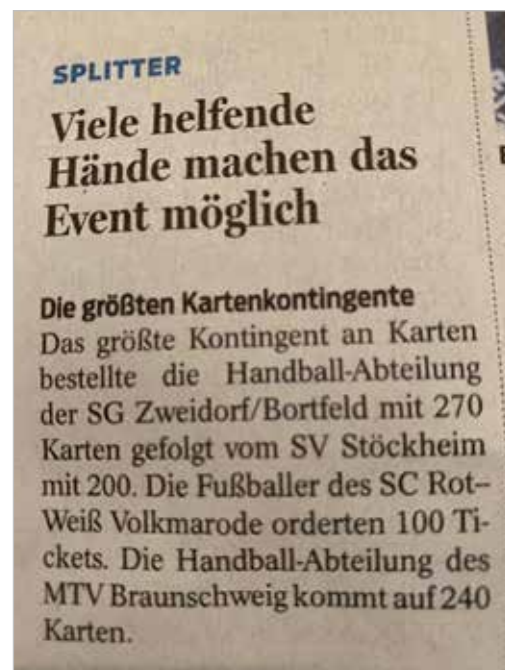 SPLITTER
Viele helfende
Hände machen das
Event möglich
Die größten Kartenkontingente
Das größte Kontingent an Karten
bestellte die Handball-Abteilung
der SG Zweidorf/Bortfeld mit 270
Karten gefolgt vom SV Stöckheim
mit 200. Die Fußballer des SC Rot–
Weiß Volkmarode orderten 100 Ti-
ckets. Die Handball-Abteilung des
MTV Braunschweig kommt auf 240
Karten.